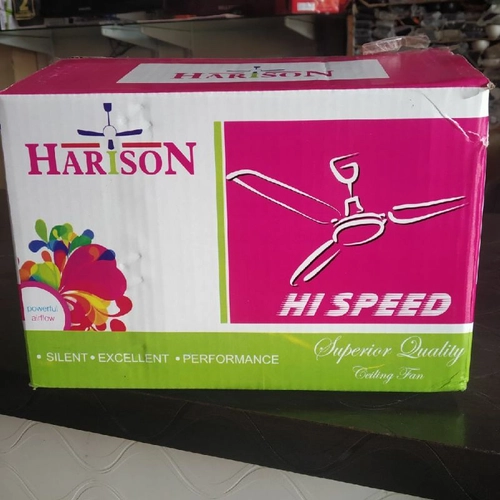 HARISON
HARISON
HI SPEED
powerful
airflow
• SILENT • EXCELLENT • PERFORMANCE
Superior Quality
Ceiling Fan